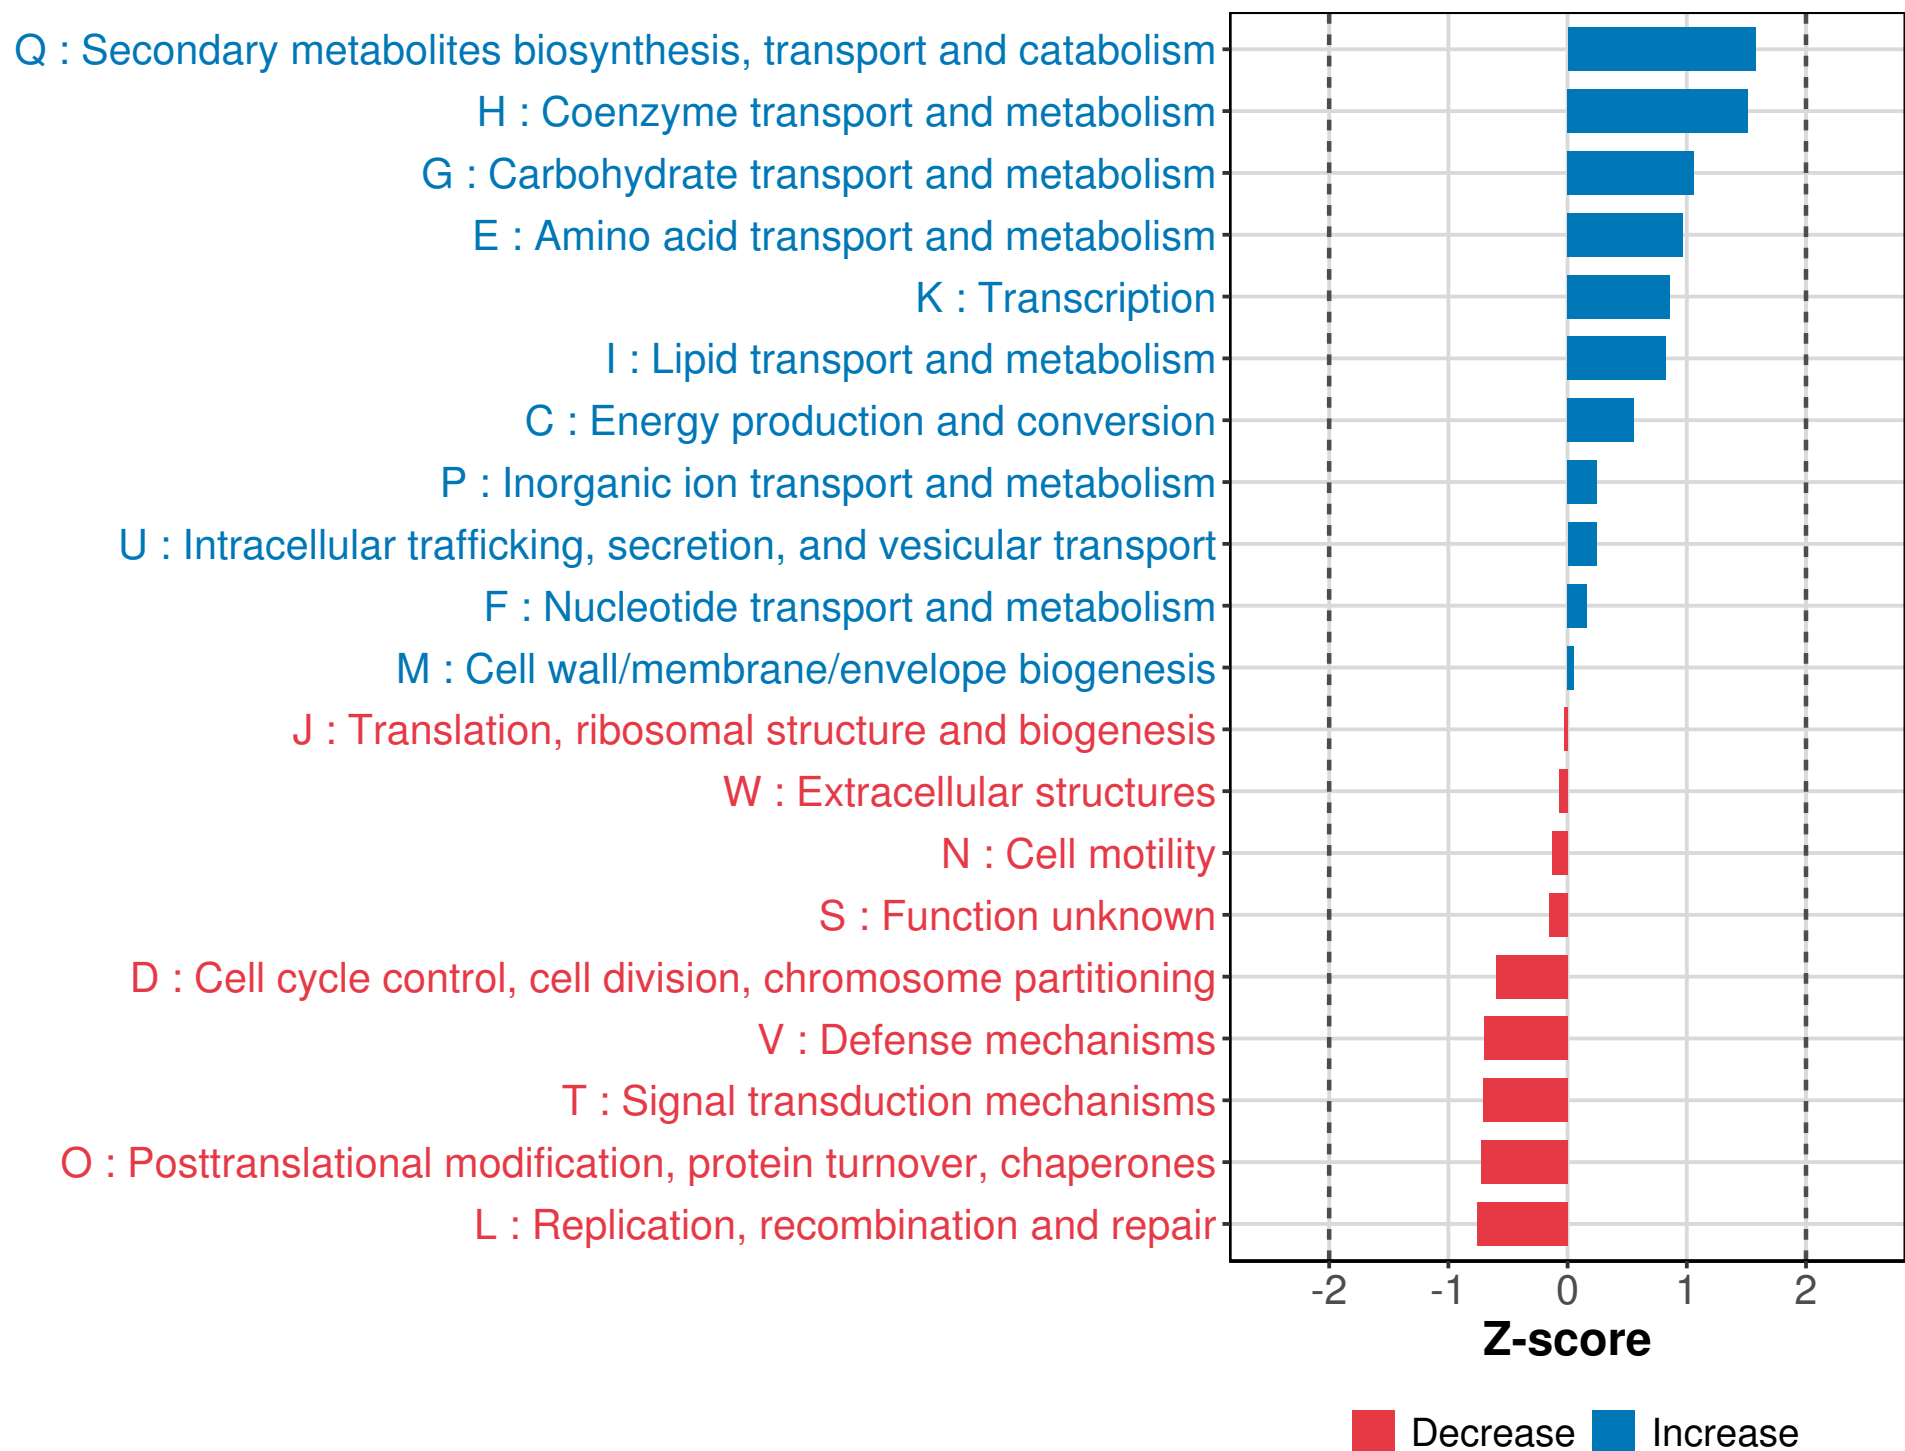 Q : Secondary metabolites biosynthesis, transport and catabolism
H : Coenzyme transport and metabolism
G : Carbohydrate transport and metabolism
E : Amino acid transport and metabolism
K : Transcription
I : Lipid transport and metabolism
C : Energy production and conversion
P : Inorganic ion transport and metabolism
U : Intracellular trafficking, secretion, and vesicular transport
F : Nucleotide transport and metabolism
M : Cell wall/membrane/envelope biogenesis
J : Translation, ribosomal structure and biogenesis
W : Extracellular structures
N : Cell motility
S : Function unknown
D : Cell cycle control, cell division, chromosome partitioning
V : Defense mechanisms
T : Signal transduction mechanisms
O : Posttranslational modification, protein turnover, chaperones
L : Replication, recombination and repair
-2 -1 0 1 2
Z-score
Decrease Increase